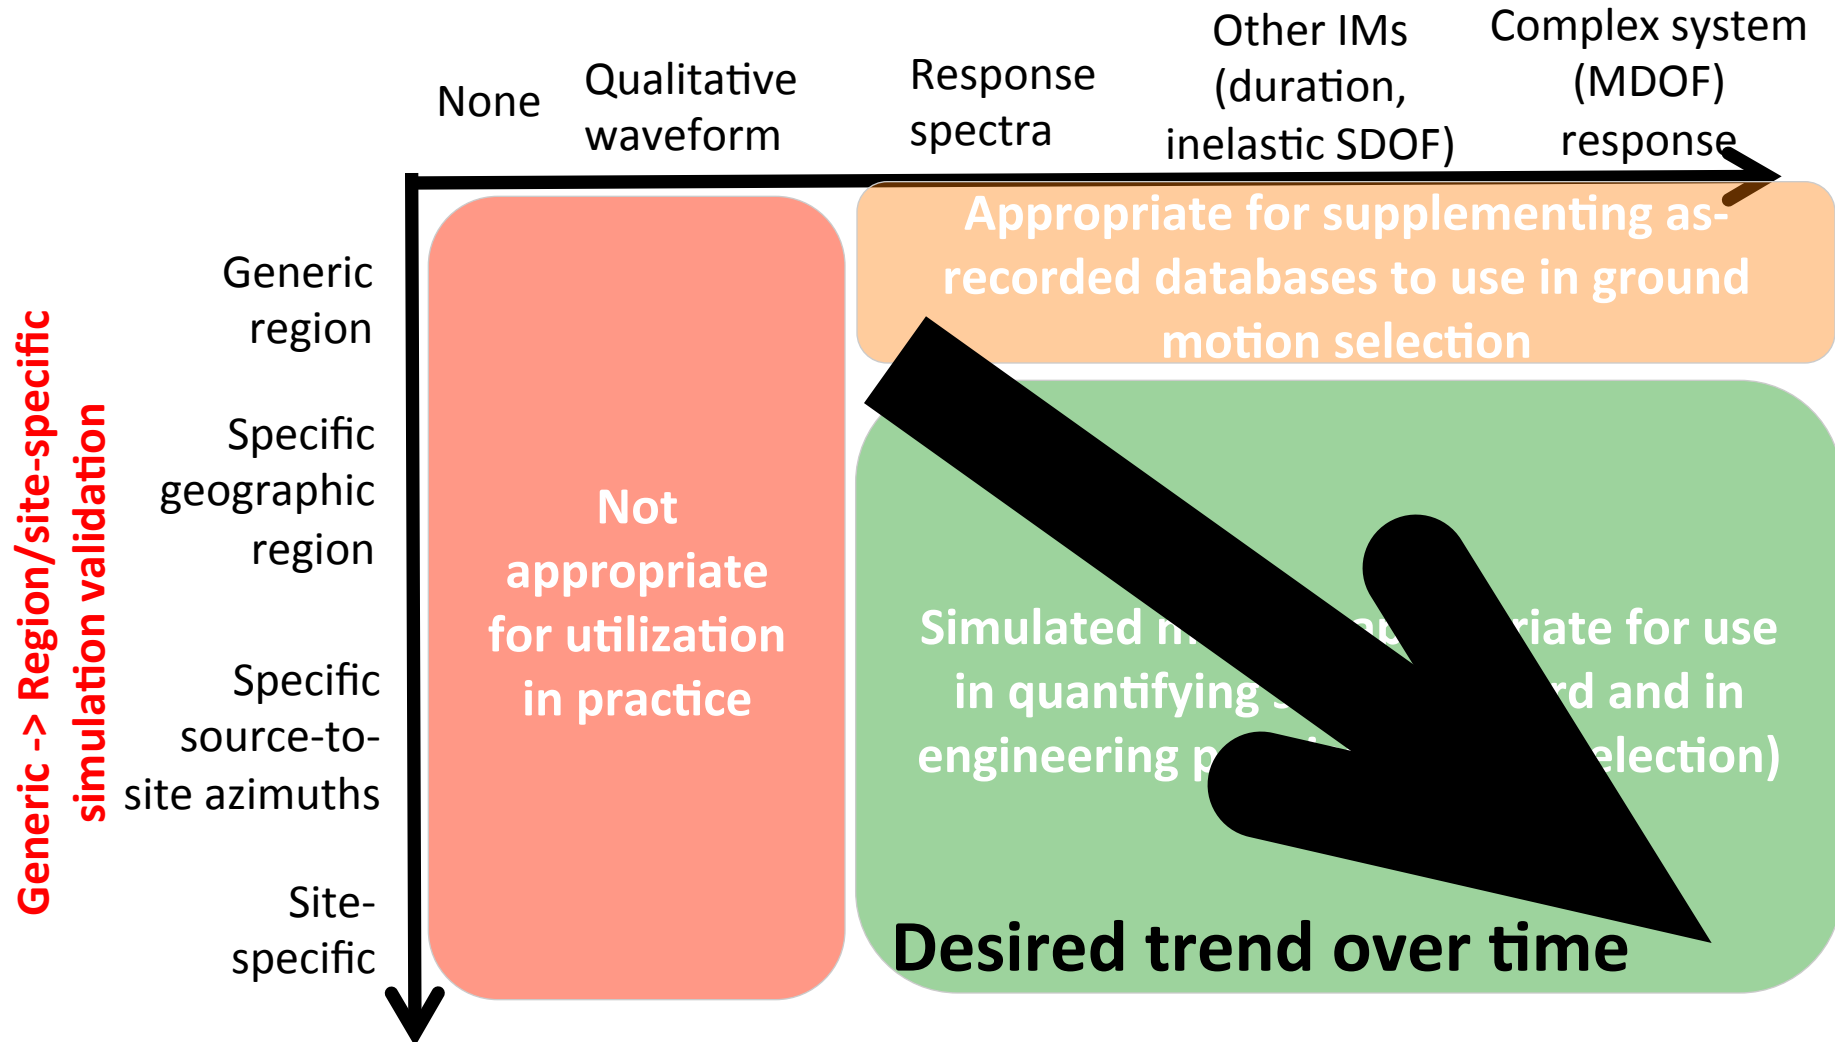 None
Qualitative
waveform
Response
spectra
Other IMs
(duration,
inelastic SDOF)
Complex system
(MDOF)
response
Generic -> Region/site-specific
simulation validation
Generic
region
Specific
geographic
region
Specific
source-to-
site azimuths
Site-
specific
Not
appropriate
for utilization
in practice
Appropriate for supplementing as-
recorded databases to use in ground
motion selection
Simulated for use
in quantifying and in
engineering
Desired trend over time